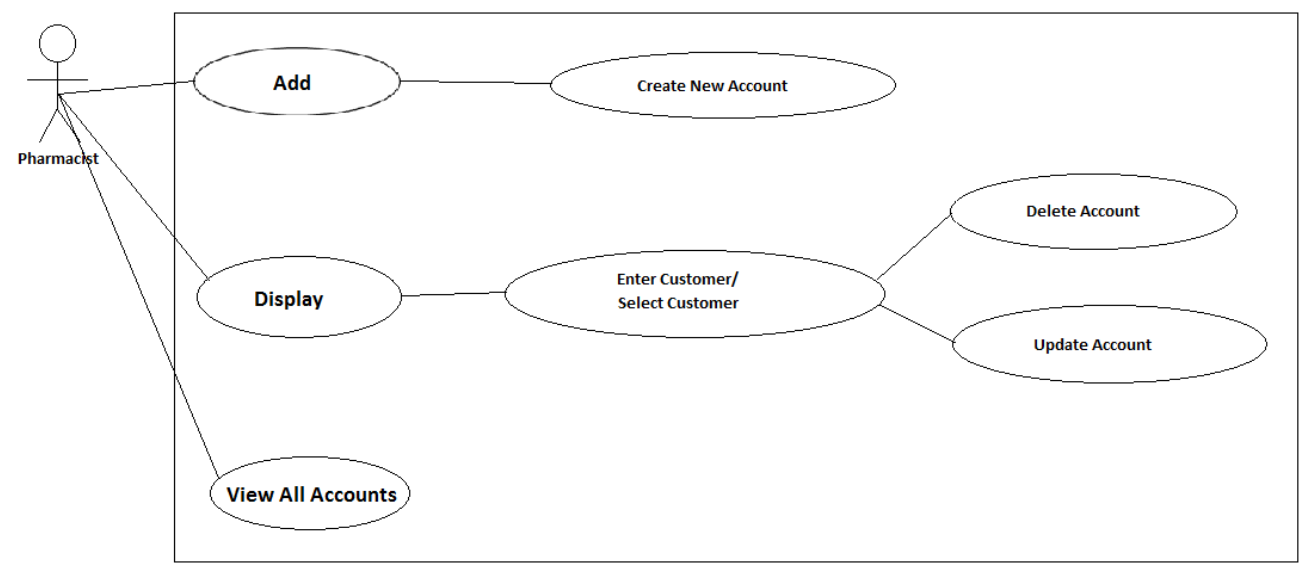 Add
Create New Account
Pharmacist
Delete Account
Enter Customer/
Select Customer
Display
Update Account
View All Accounts